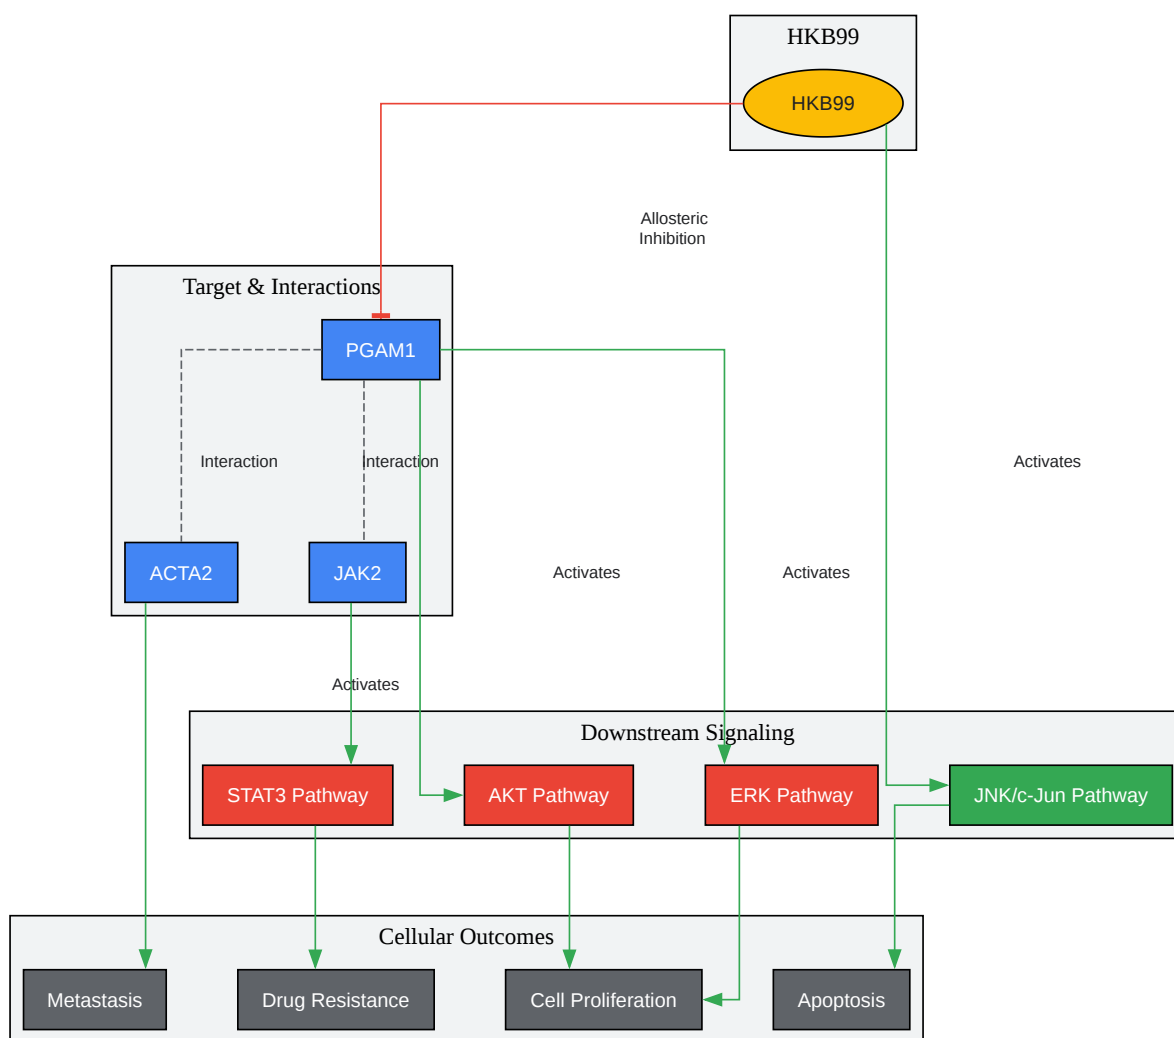 HKB99
HKB99
Allosteric
Inhibition
Target & Interactions
PGAM1
Interaction
Interaction
Activates
ACTA2
JAK2
Activates
Activates
Activates
Downstream Signaling
STAT3 Pathway
AKT Pathway
ERK Pathway
JNK/c-Jun Pathway
Cellular Outcomes
Metastasis
Drug Resistance
Cell Proliferation
Apoptosis